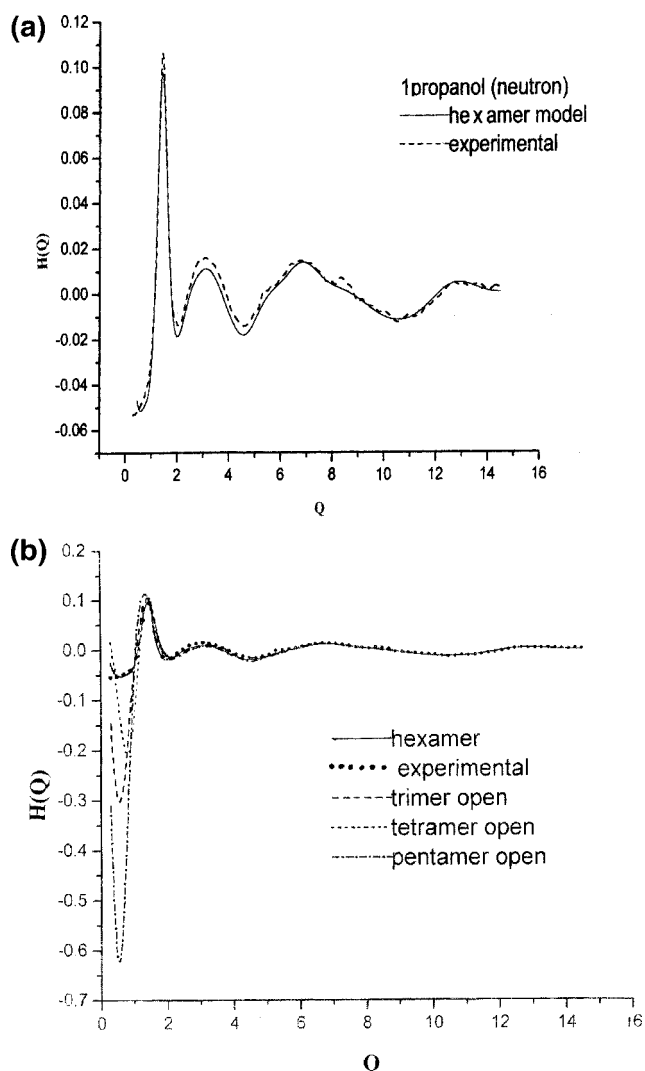 (a)
0.12
0.10
0.08
0.06
0.04
0.02
0.00
-0.02
-0.04
-0.06
H(Q)
1propanol (neutron)
hexamer model
experimental
0 2 4 6 8 10 12 14 16
Q
(b)
0.2
0.1
0.0
-0.1
-0.2
-0.3
-0.4
-0.5
-0.6
-0.7
H(Q)
hexamer
experimental
trimer open
tetramer open
pentamer open
0 2 4 6 8 10 12 14 16
Q